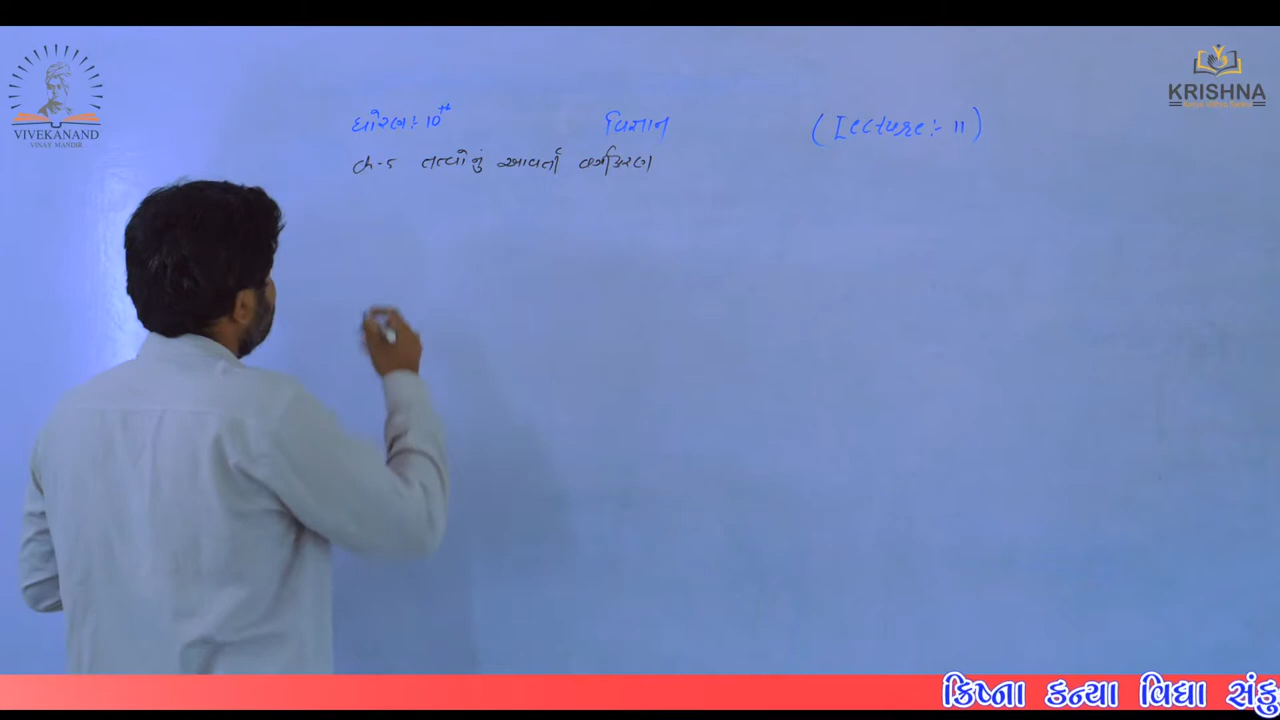 VIVEKANAND
VINAY MANDIR
KRISHNA
ધોરણ:- 10th વિજ્ઞાન (Lecture:- 11)
ch-5 તત્વોનું આવર્તી વર્ગીકરણ
ક્રિષ્ના કન્યા વિદ્યા સંકુ